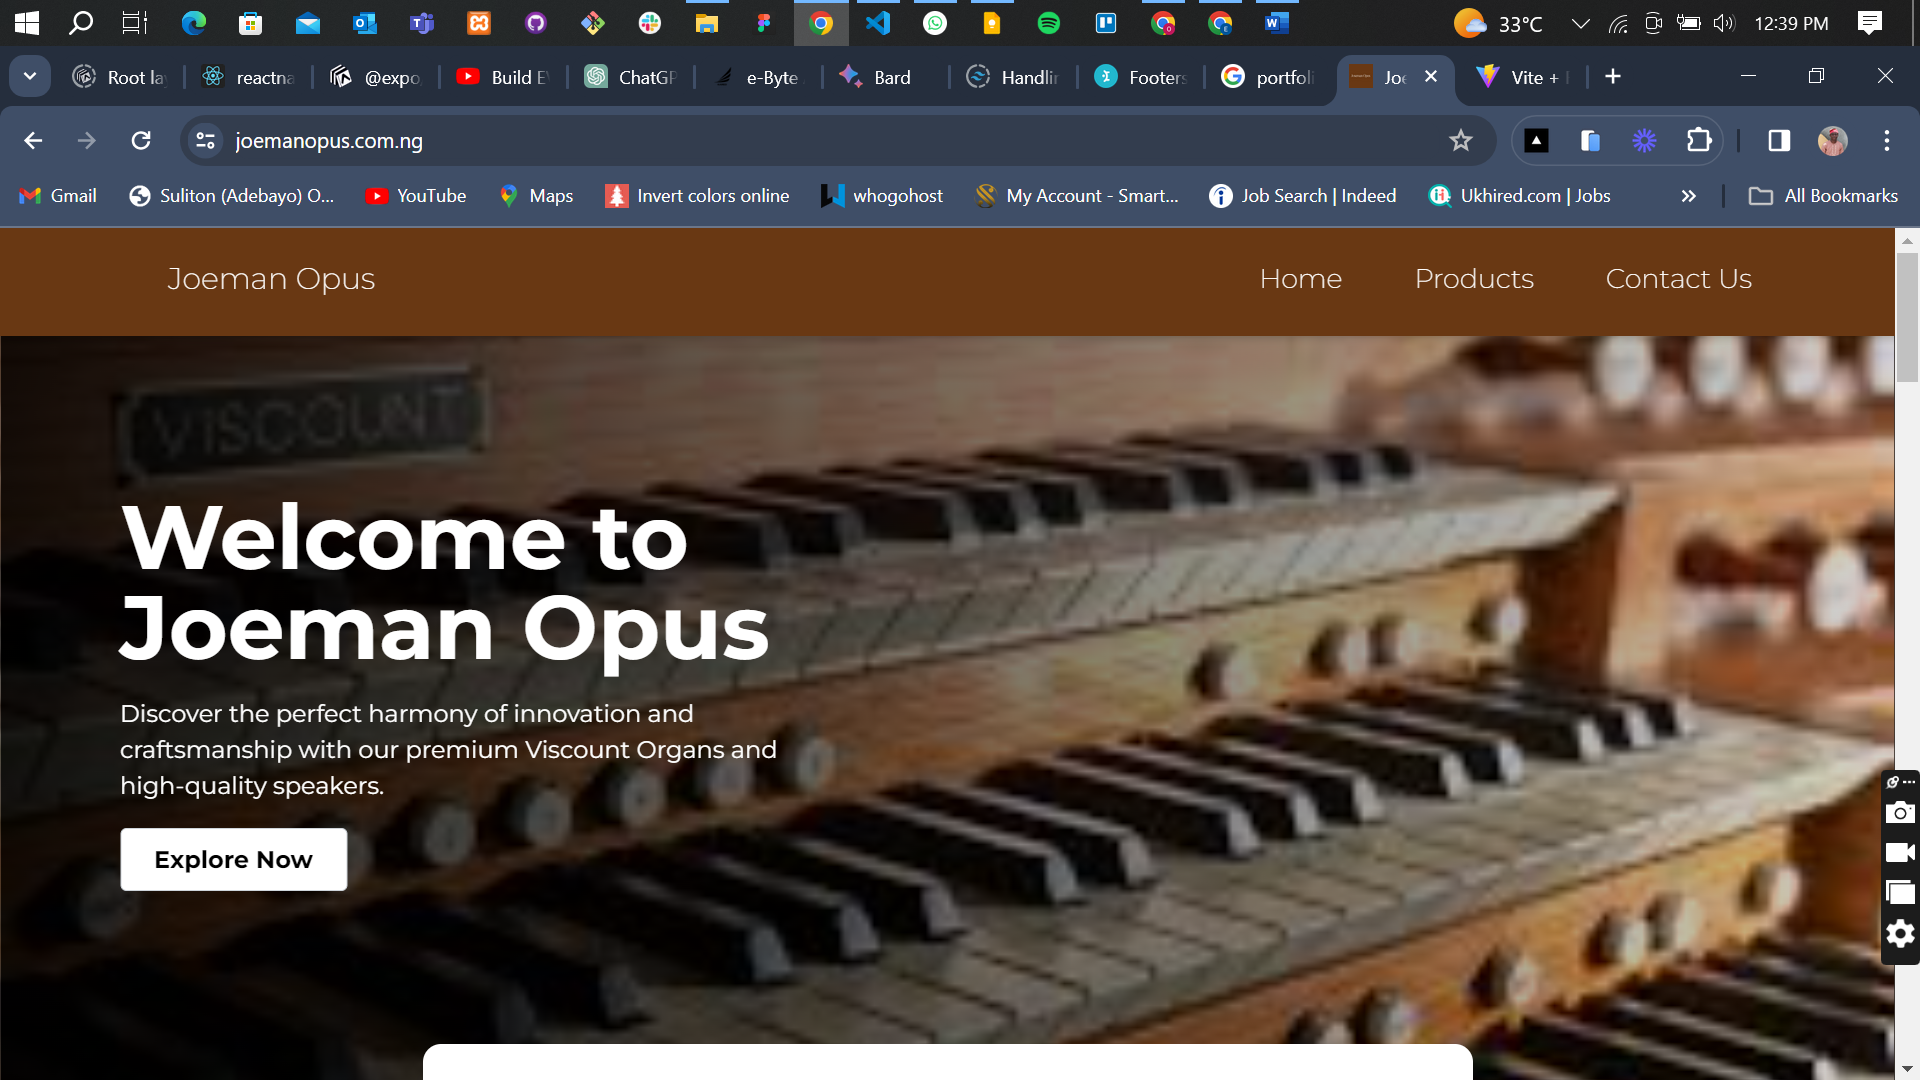 33°C
12:39 PM
Root la
reactna
@expo
Build E
ChatGP
e-Byte
Bard
Handlin
Footers
portfoli
Joe
Vite +
joemanopus.com.ng
Gmail
Suliton (Adebayo) O...
YouTube
Maps
Invert colors online
whogohost
My Account - Smart...
Job Search | Indeed
Ukhired.com | Jobs
All Bookmarks
Joeman Opus
Home
Products
Contact Us
VISCOUNT
Welcome to
Joeman Opus
Discover the perfect harmony of innovation and
craftsmanship with our premium Viscount Organs and
high-quality speakers.
Explore Now